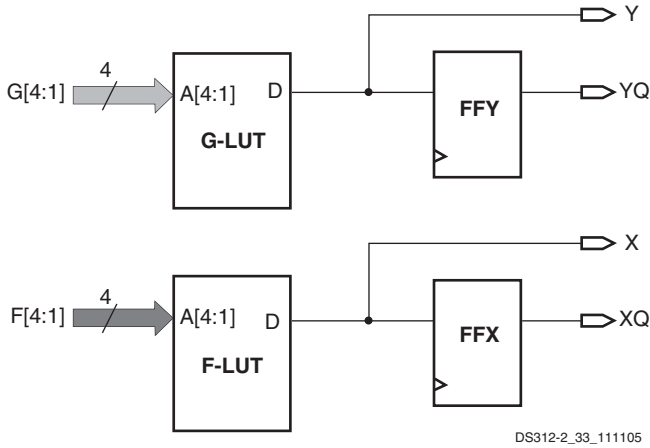 Y
4
G[4:1]
A[4:1]
D
YQ
FFY
G-LUT
X
4
F[4:1]
A[4:1]
D
XQ
FFX
F-LUT
DS312-2_33_111105